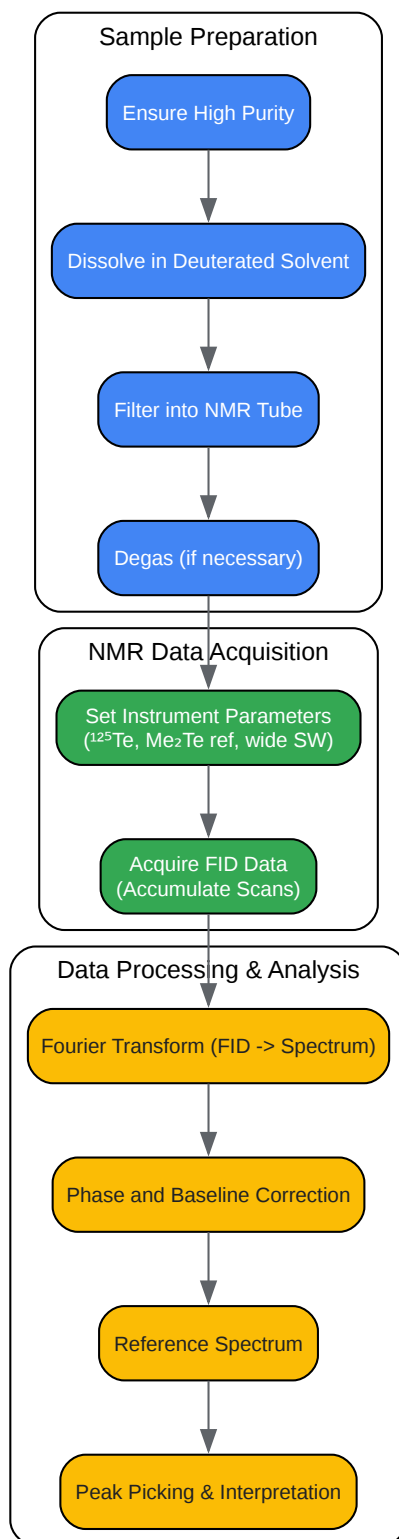 Sample Preparation
Ensure High Purity
Dissolve in Deuterated Solvent
Filter into NMR Tube
Degas (if necessary)
NMR Data Acquisition
Set Instrument Parameters
(¹²⁵Te, Me₂Te ref, wide SW)
Acquire FID Data
(Accumulate Scans)
Data Processing & Analysis
Fourier Transform (FID -> Spectrum)
Phase and Baseline Correction
Reference Spectrum
Peak Picking & Interpretation